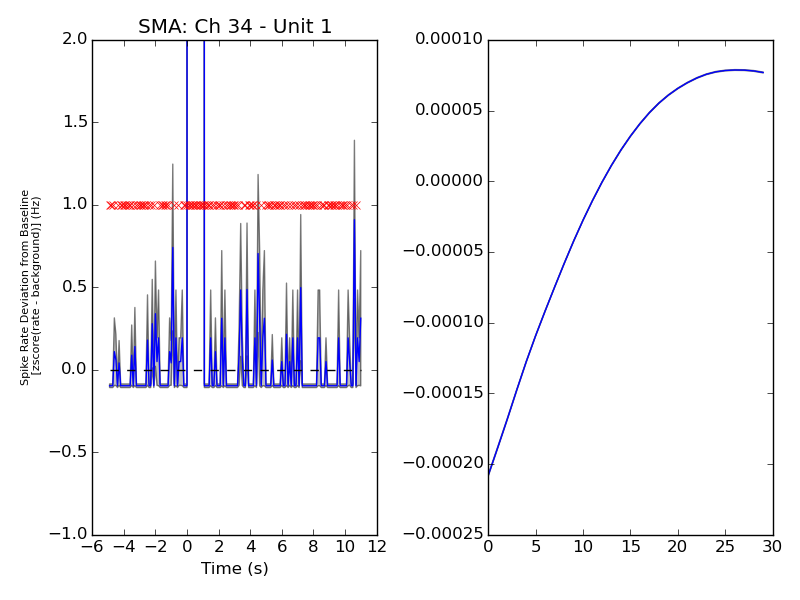 SMA: Ch 34 - Unit 1
2.0
1.5
1.0
0.5
0.0
−0.5
−1.0
−6 −4 −2 0 2 4 6 8 10 12
Time (s)
Spike Rate Deviation from Baseline
[zscore(rate - background)] (Hz)
0.00010
0.00005
0.00000
−0.00005
−0.00010
−0.00015
−0.00020
−0.00025
0 5 10 15 20 25 30